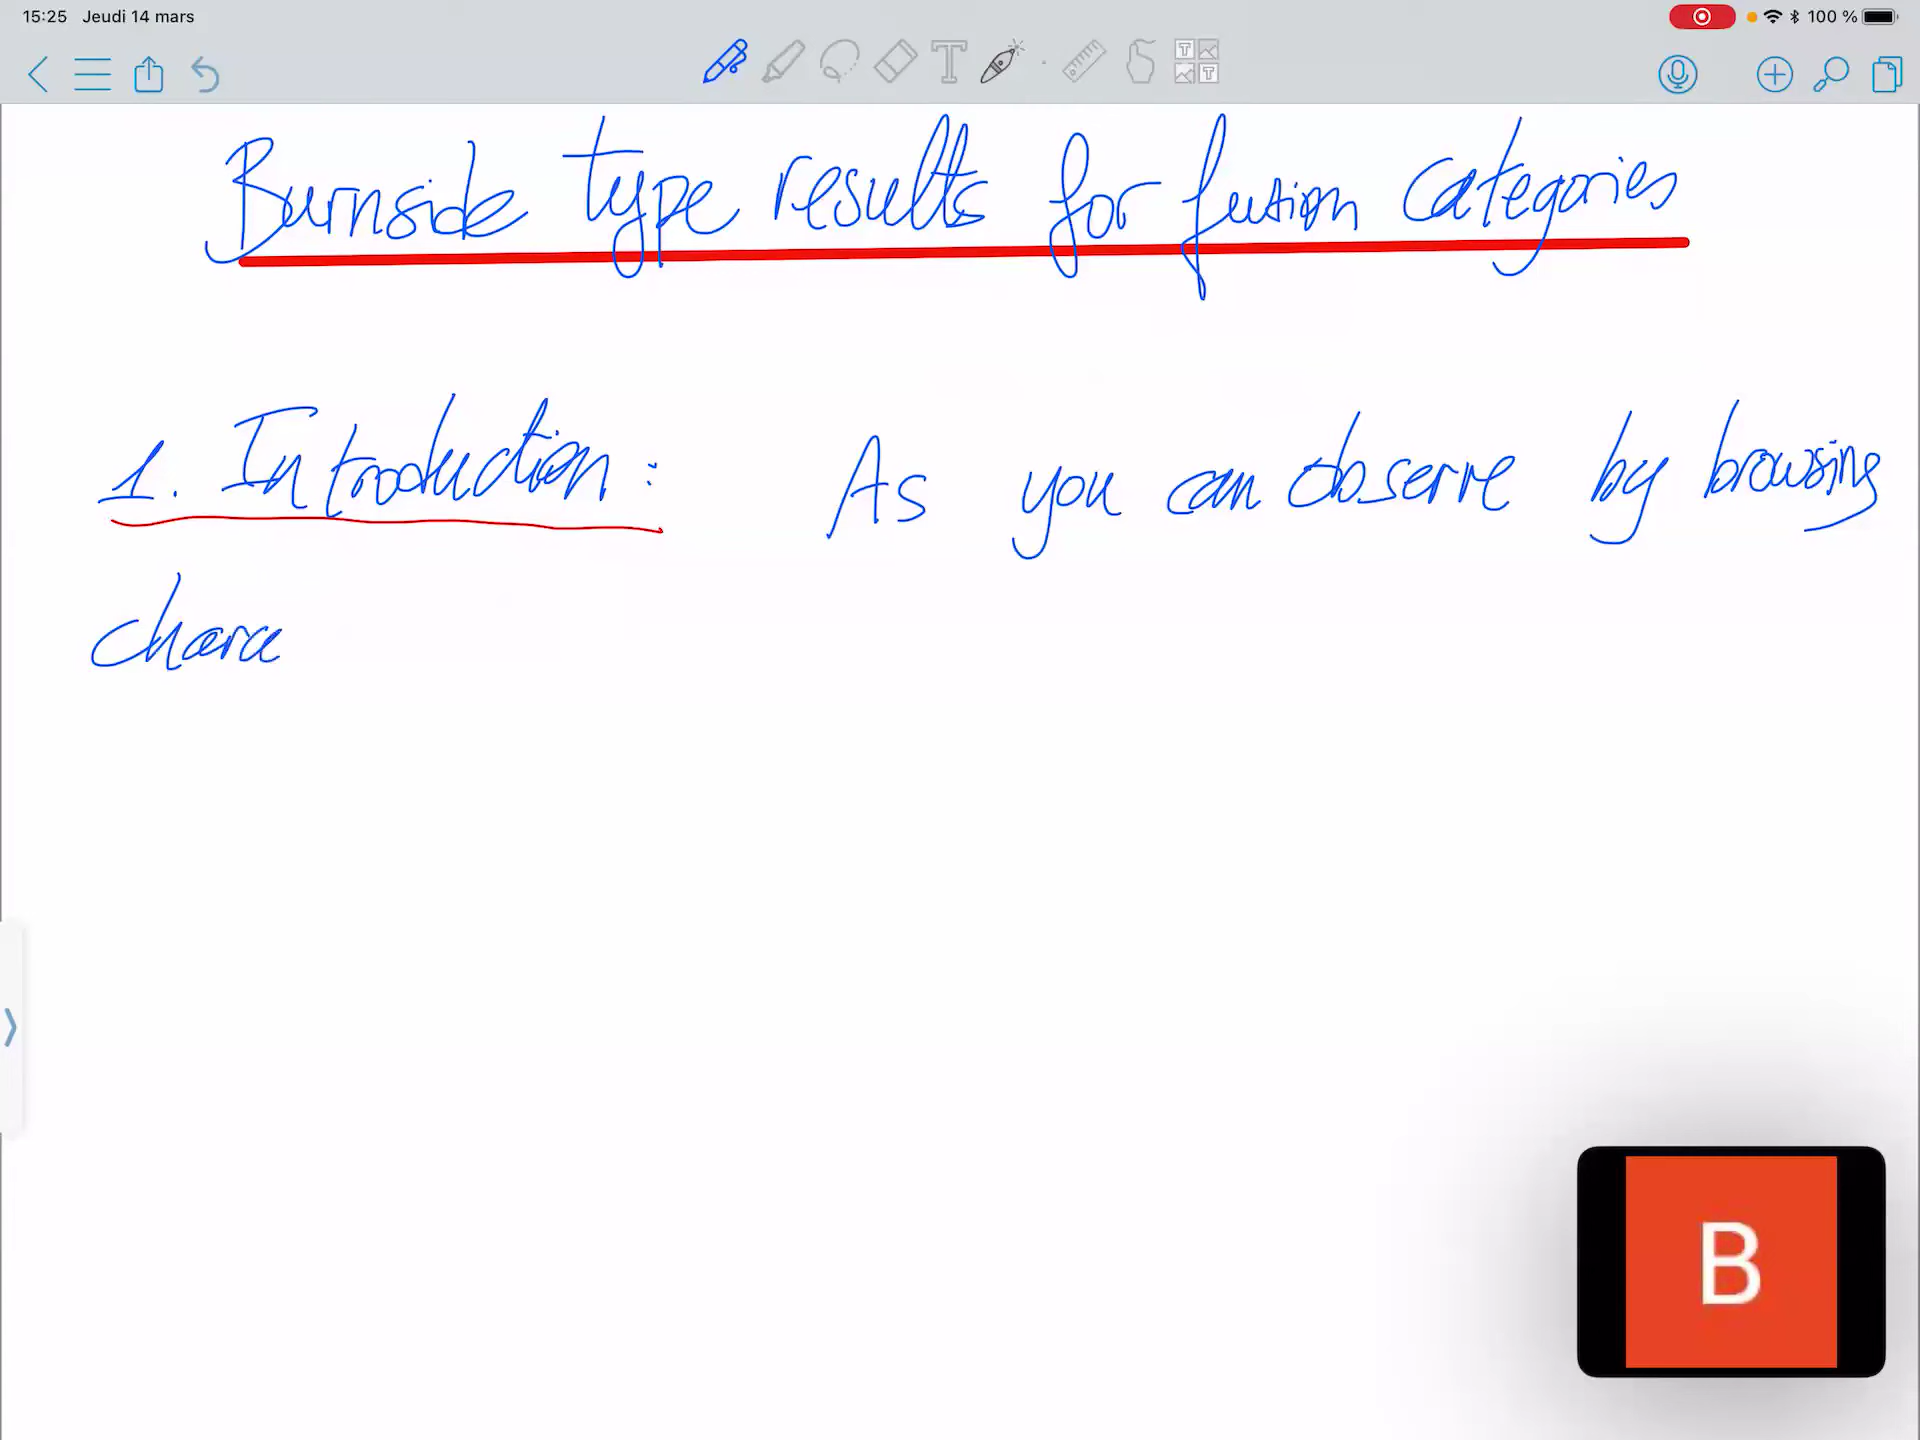 15:25 Jeudi 14 mars 100 %
Burnside type results for fusion categories
1. Introduction: As you can observe by browsing
chara
B